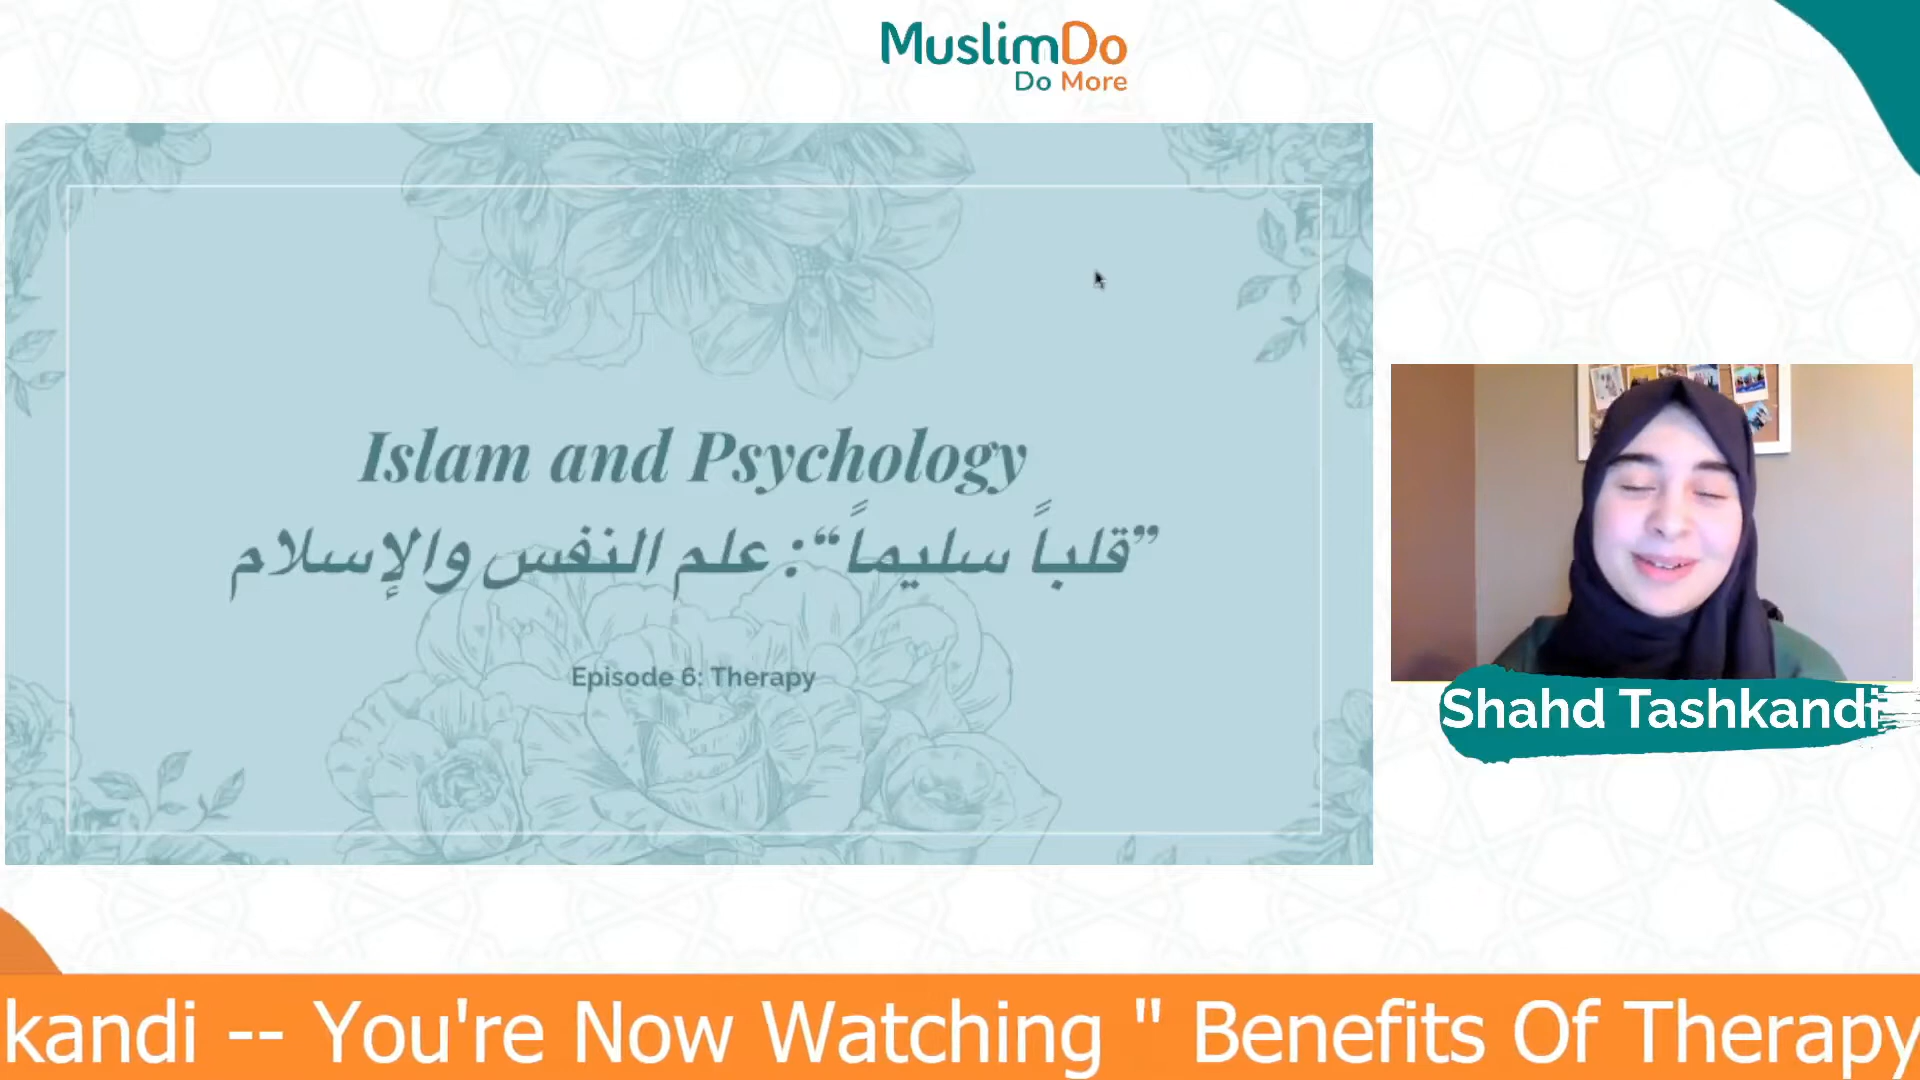 MuslimDo
Do More
Islam and Psychology
”قلباً سليماً“: علم النفس والإسلام
Episode 6: Therapy
Shahd Tashkandi
kandi -- You're Now Watching " Benefits Of Therapy